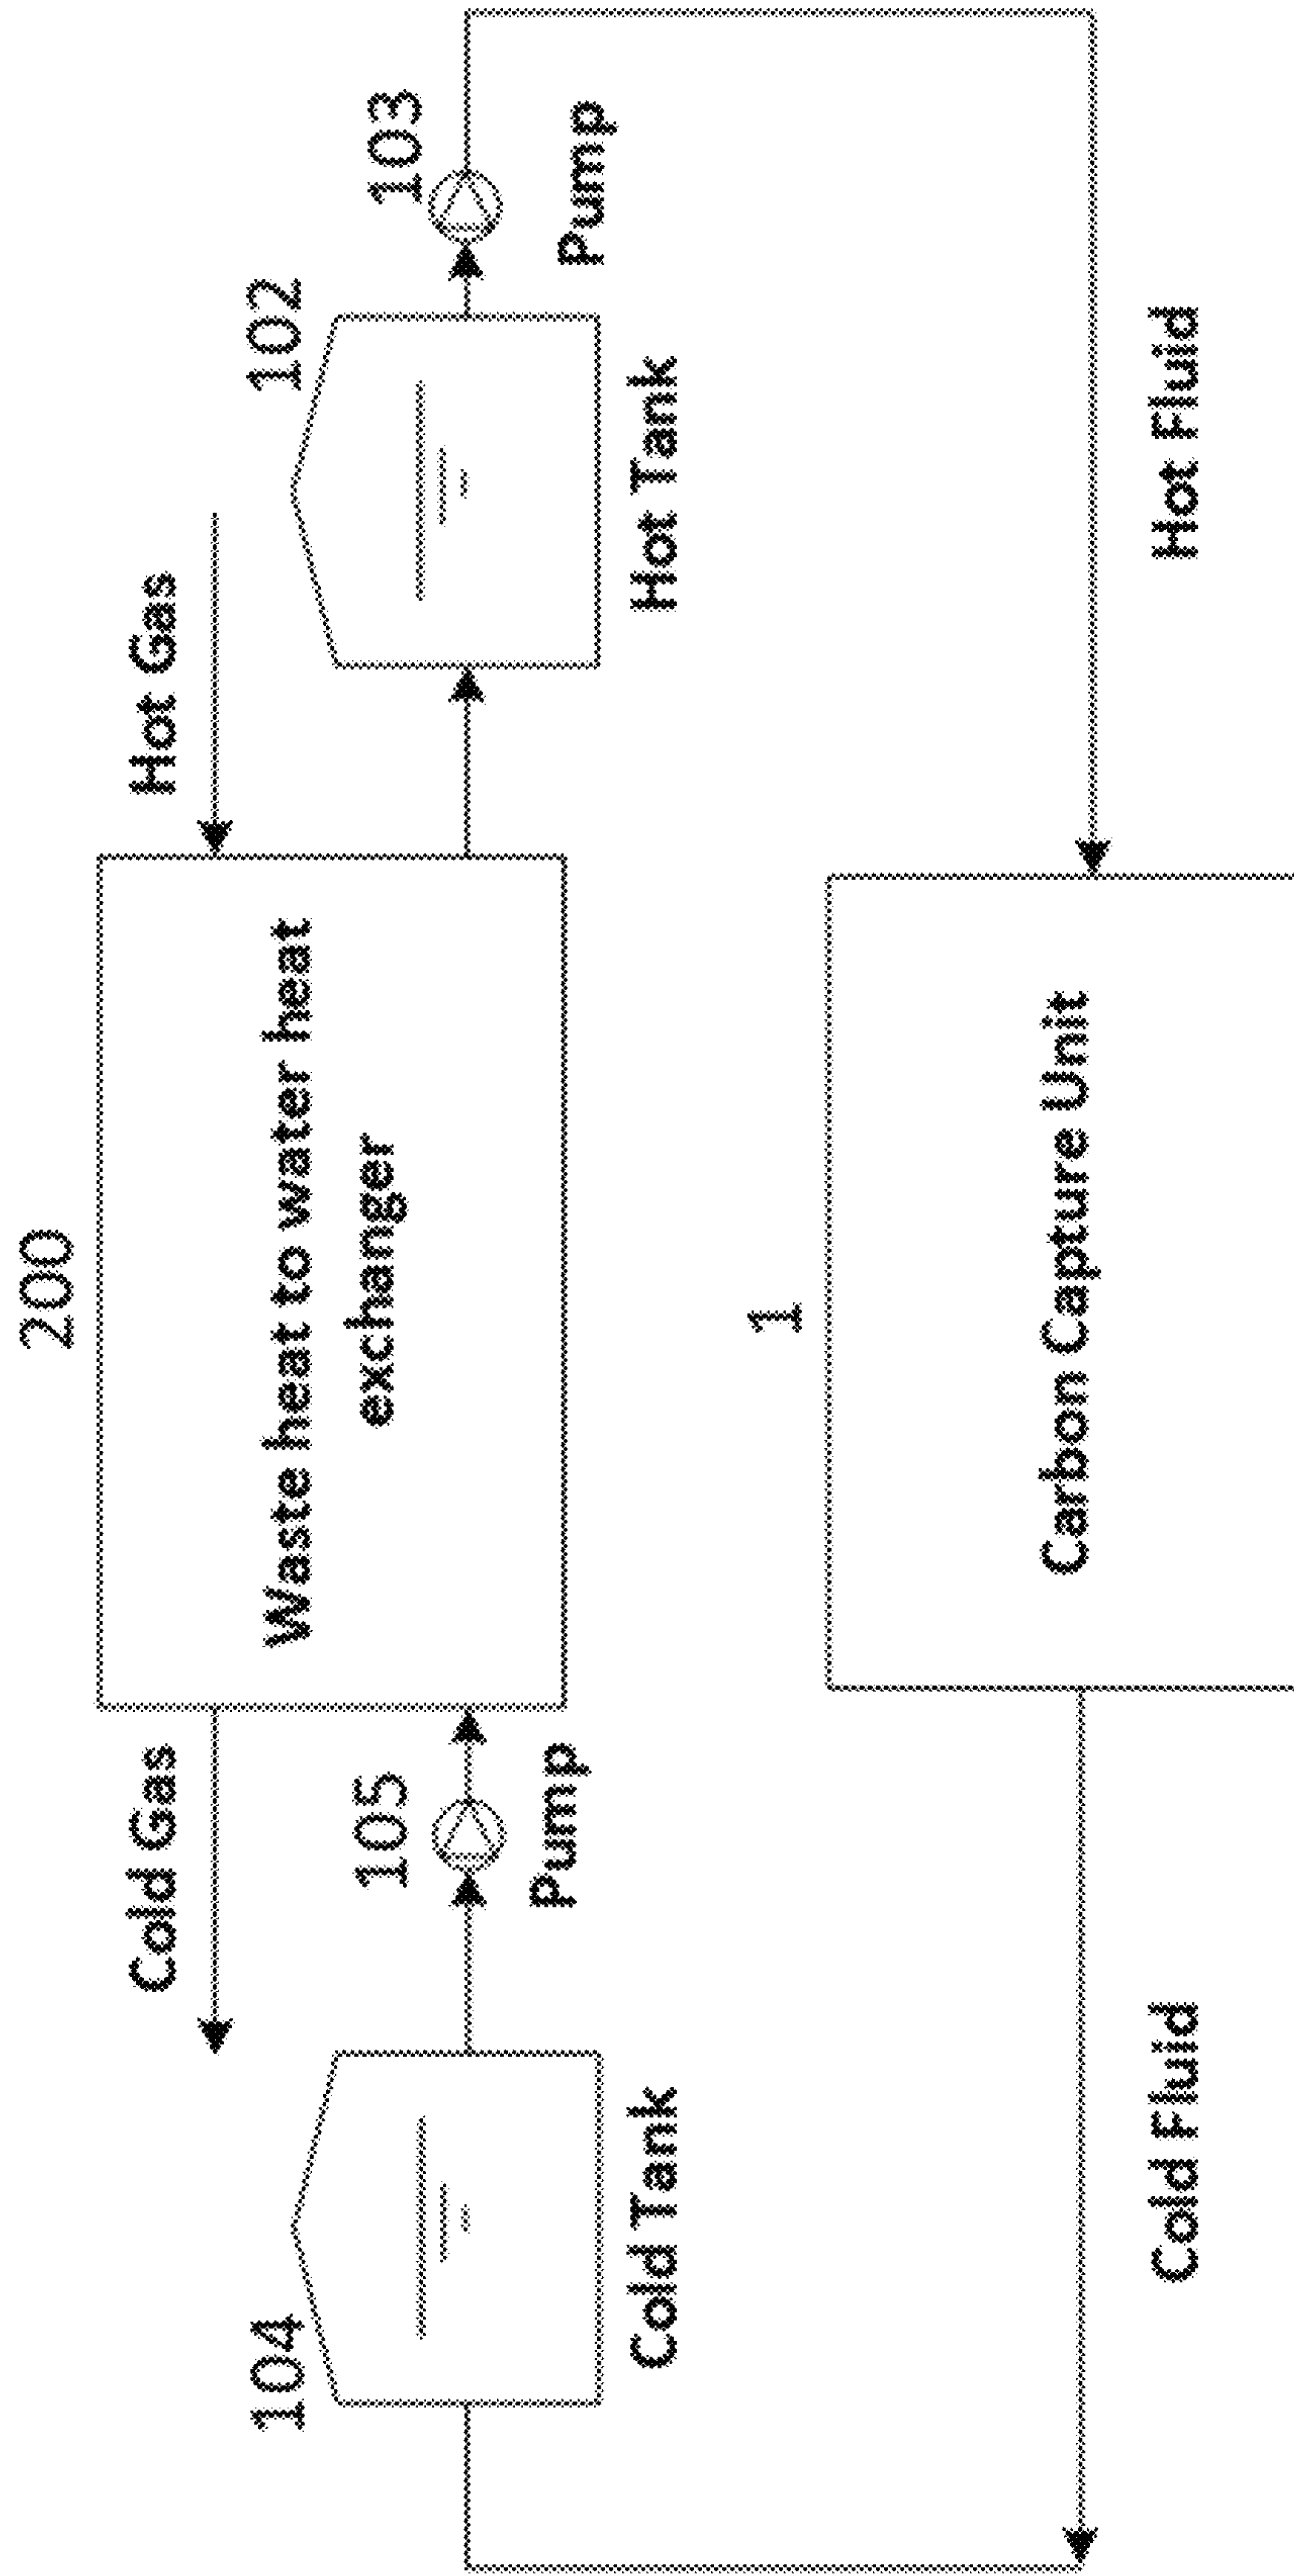 200
Cold Gas
Hot Gas
Waste heat to water heat
exchanger
104
105
102
103
Pump
Pump
Cold Tank
Hot Tank
1
Carbon Capture Unit
Cold Fluid
Hot Fluid